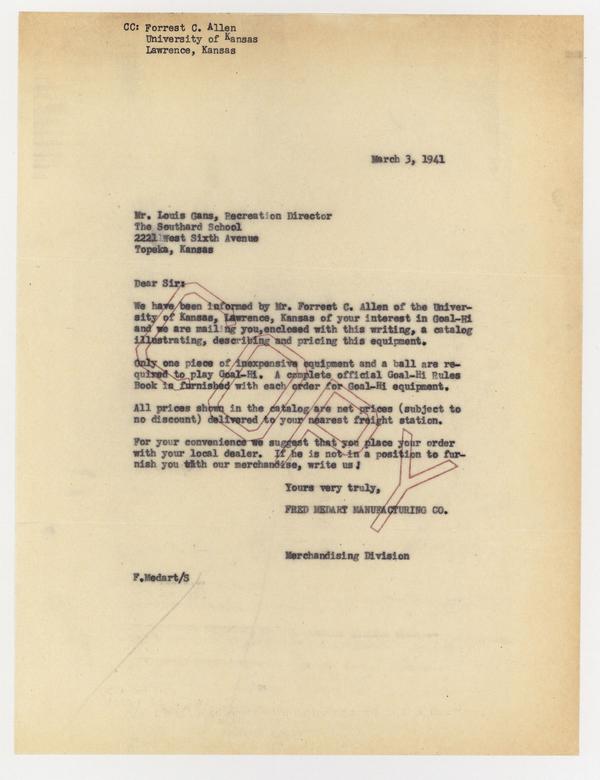 CC: Forrest C. Allen
University of Kansas
Lawrence, Kansas
March 3, 1941
Mr. Louis Gans, Recreation Director
The Southard School
2221 West Sixth Avenue
Topeka, Kansas
Dear Sir:
We have been informed by Mr. Forrest C. Allen of the Univer-
sity of Kansas, Lawrence, Kansas of your interest in Goal-Hi
and we are mailing you,enclosed with this writing, a catalog
illustrating, describing and pricing this equipment.
Only one piece of inexpensive equipment and a ball are re-
quired to play Goal-Hi. A complete official Goal-Hi Rules
Book is furnished with each order for Goal-Hi equipment.
All prices shown in the catalog are net prices (subject to
no discount) delivered to your nearest freight station.
For your convenience we suggest that you place your order
with your local dealer. If he is not in a position to fur-
nish you with our merchandise, write us!
Yours very truly,
FRED MEDART MANUFACTURING CO.
Merchandising Division
F.Medart/S
COPY